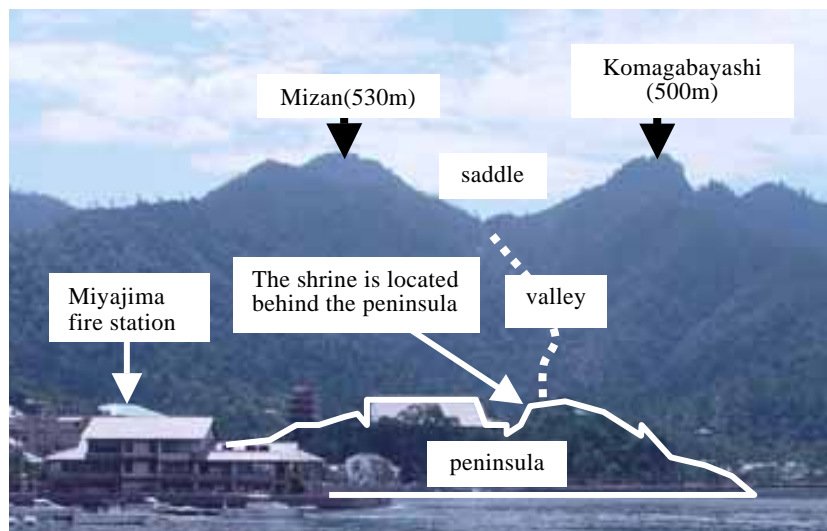 Mizan(530m)
Komagabayashi
(500m)
saddle
The shrine is located
behind the peninsula
valley
Miyajima
fire station
peninsula